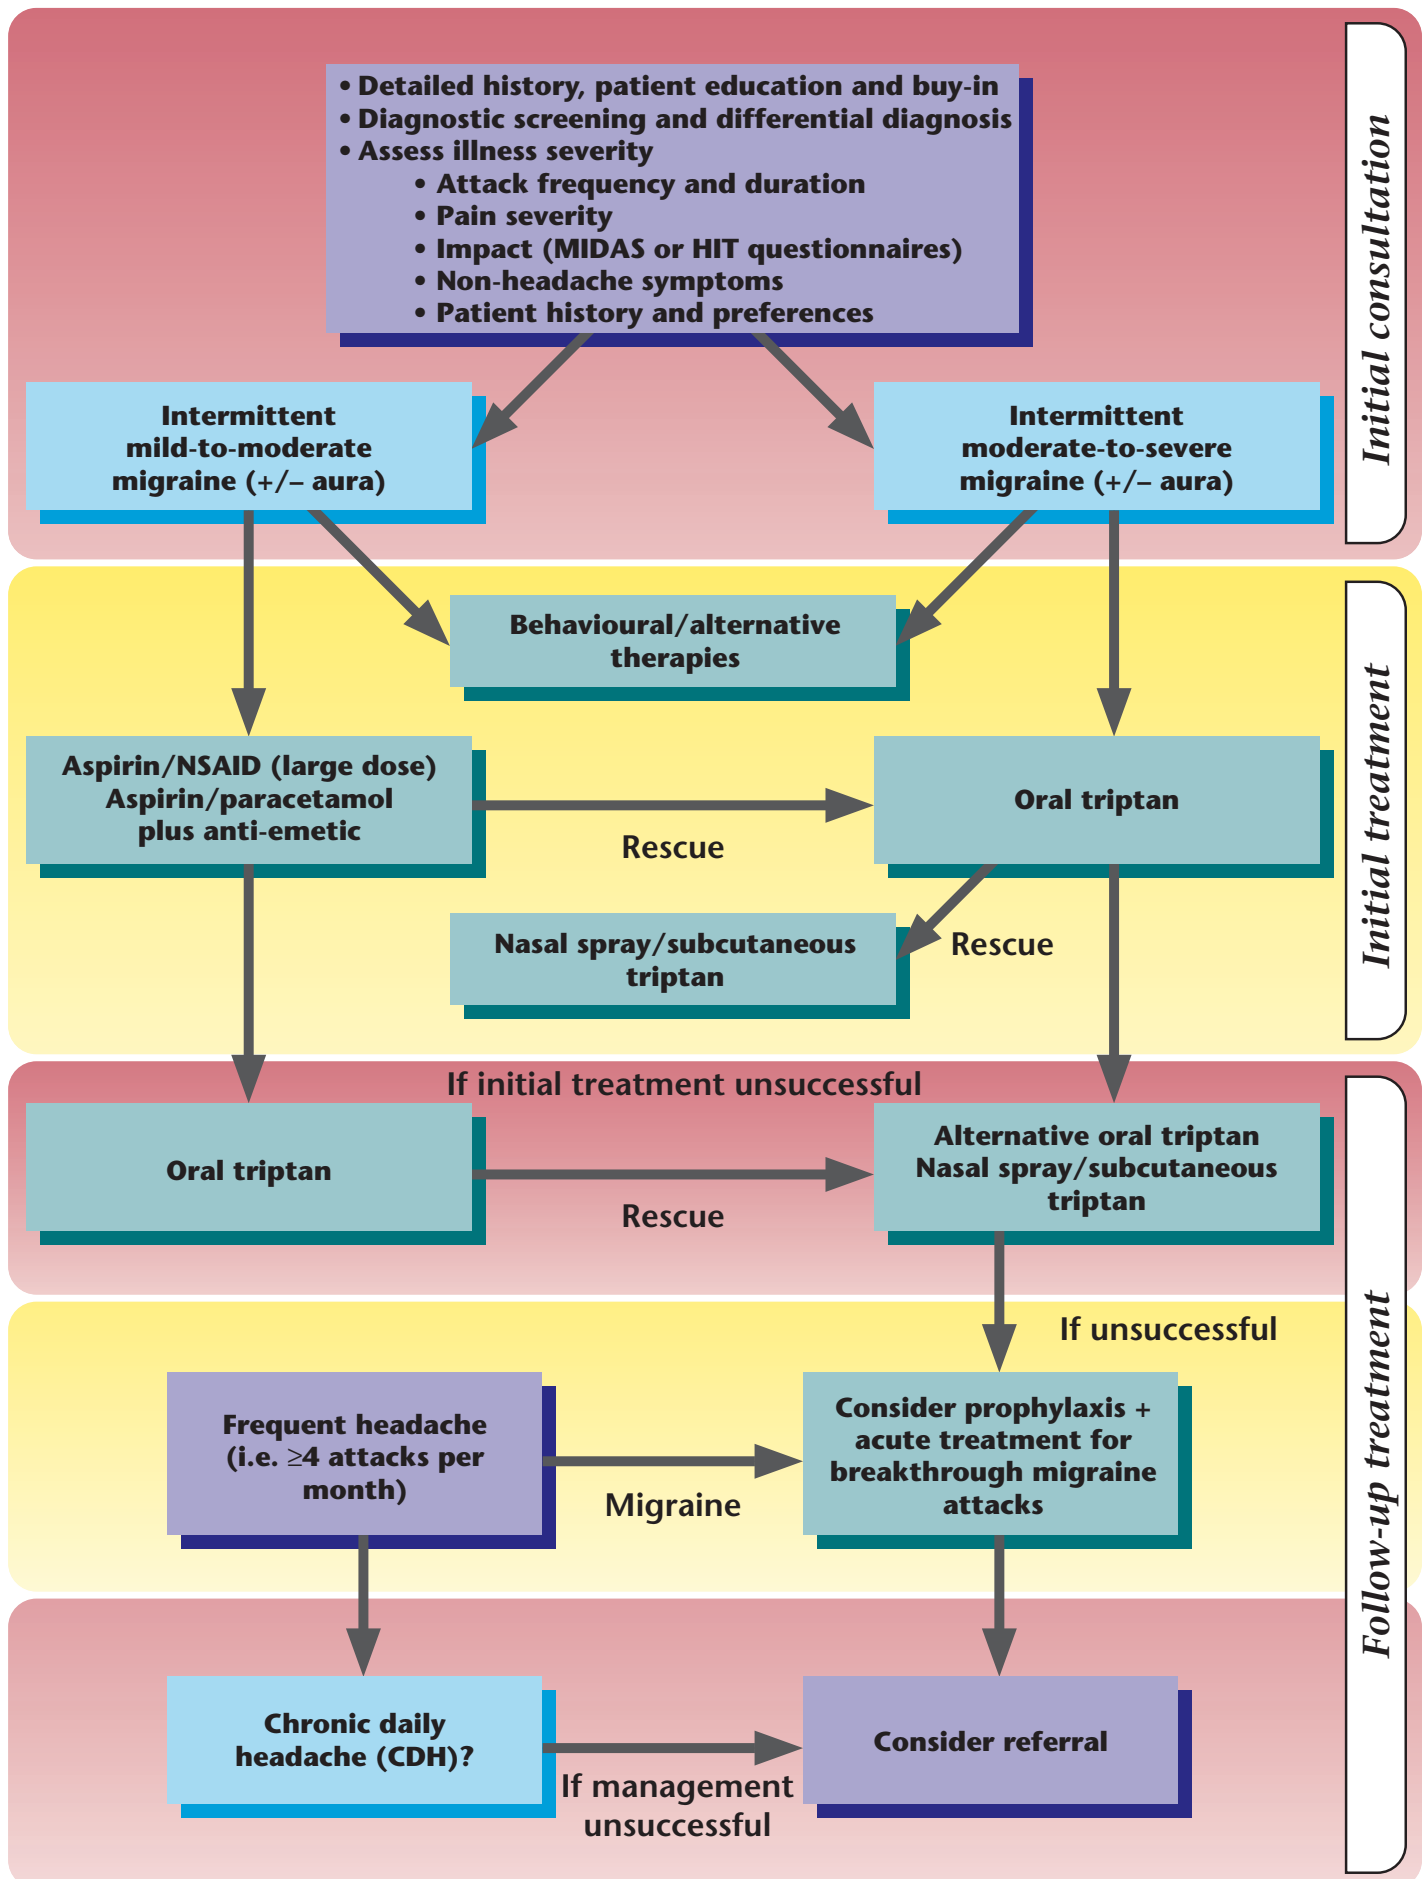 • Detailed history, patient education and buy-in
• Diagnostic screening and differential diagnosis
• Assess illness severity
• Attack frequency and duration
• Pain severity
• Impact (MIDAS or HIT questionnaires)
• Non-headache symptoms
• Patient history and preferences
Initial consultation
Intermittent
mild-to-moderate
migraine (+/– aura)
Intermittent
moderate-to-severe
migraine (+/– aura)
Initial treatment
Behavioural/alternative
therapies
Aspirin/NSAID (large dose)
Aspirin/paracetamol
plus anti-emetic
Rescue
Oral triptan
Nasal spray/subcutaneous
triptan
Rescue
If initial treatment unsuccessful
Follow-up treatment
Oral triptan
Rescue
Alternative oral triptan
Nasal spray/subcutaneous
triptan
If unsuccessful
Frequent headache
(i.e. ≥4 attacks per
month)
Migraine
Consider prophylaxis +
acute treatment for
breakthrough migraine
attacks
Chronic daily
headache (CDH)?
If management
unsuccessful
Consider referral